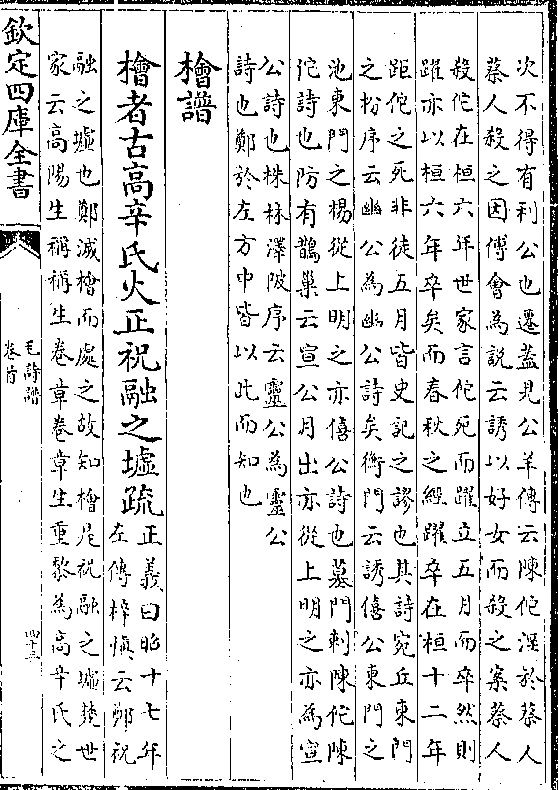 次不得有利公也遷蓋見公羊傳云陳佗淫於蔡人
蔡人殺之因傅會為説云誘以好女而殺之案蔡人
殺佗在桓六年世家言佗死而躍立五月而卒然則
躍亦以桓六年卒矣而春秋之經躍卒在桓十二年
距佗之死非徒五月皆史記之謬也其詩宛丘東門
之枌序云幽公為幽公詩矣衡門云誘僖公東門之
池東門之楊從上明之亦僖公詩也墓門刺陳佗陳
佗詩也防有鵲巢云宣公月出亦從上明之亦為宣
公詩也株林澤陂序云靈公為靈公
詩也鄭於左方中皆以此而知也
檜譜
檜者古高辛氏火正祝融之墟疏
正義曰昭十七年
左傳梓慎云鄭祝
融之墟也鄭滅檜而處之故知檜是祝融之墟楚世
家云高陽生稱稱生卷章卷章生重黎為高辛氏之
欽定四庫全書
毛詩譜
卷首
四十三